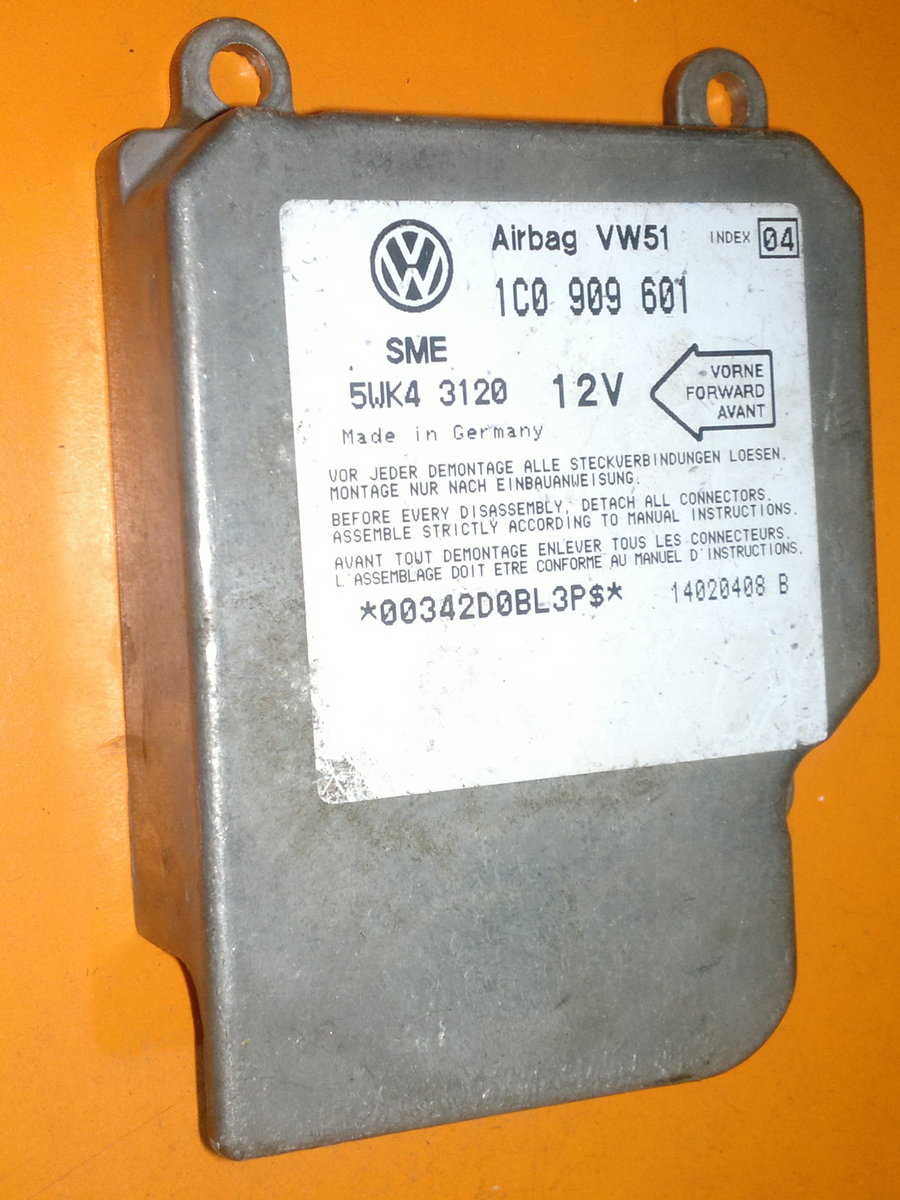 Airbag VW51 INDEX 04
1C0 909 601
SME
5WK4 3120 12V
VORNE
FORWARD
AVANT
Made in Germany
VOR JEDER DEMONTAGE ALLE STECKVERBINDUNGEN LOESEN.
MONTAGE NUR NACH EINBAUANWEISUNG.
BEFORE EVERY DISASSEMBLY, DETACH ALL CONNECTORS.
ASSEMBLE STRICTLY ACCORDING TO MANUAL INSTRUCTIONS.
AVANT TOUT DEMONTAGE ENLEVER TOUS LES CONNECTEURS.
L'ASSEMBLAGE DOIT ETRE CONFORME AU MANUEL D'INSTRUCTIONS.
*00342D0BL3P$* 14020408 B